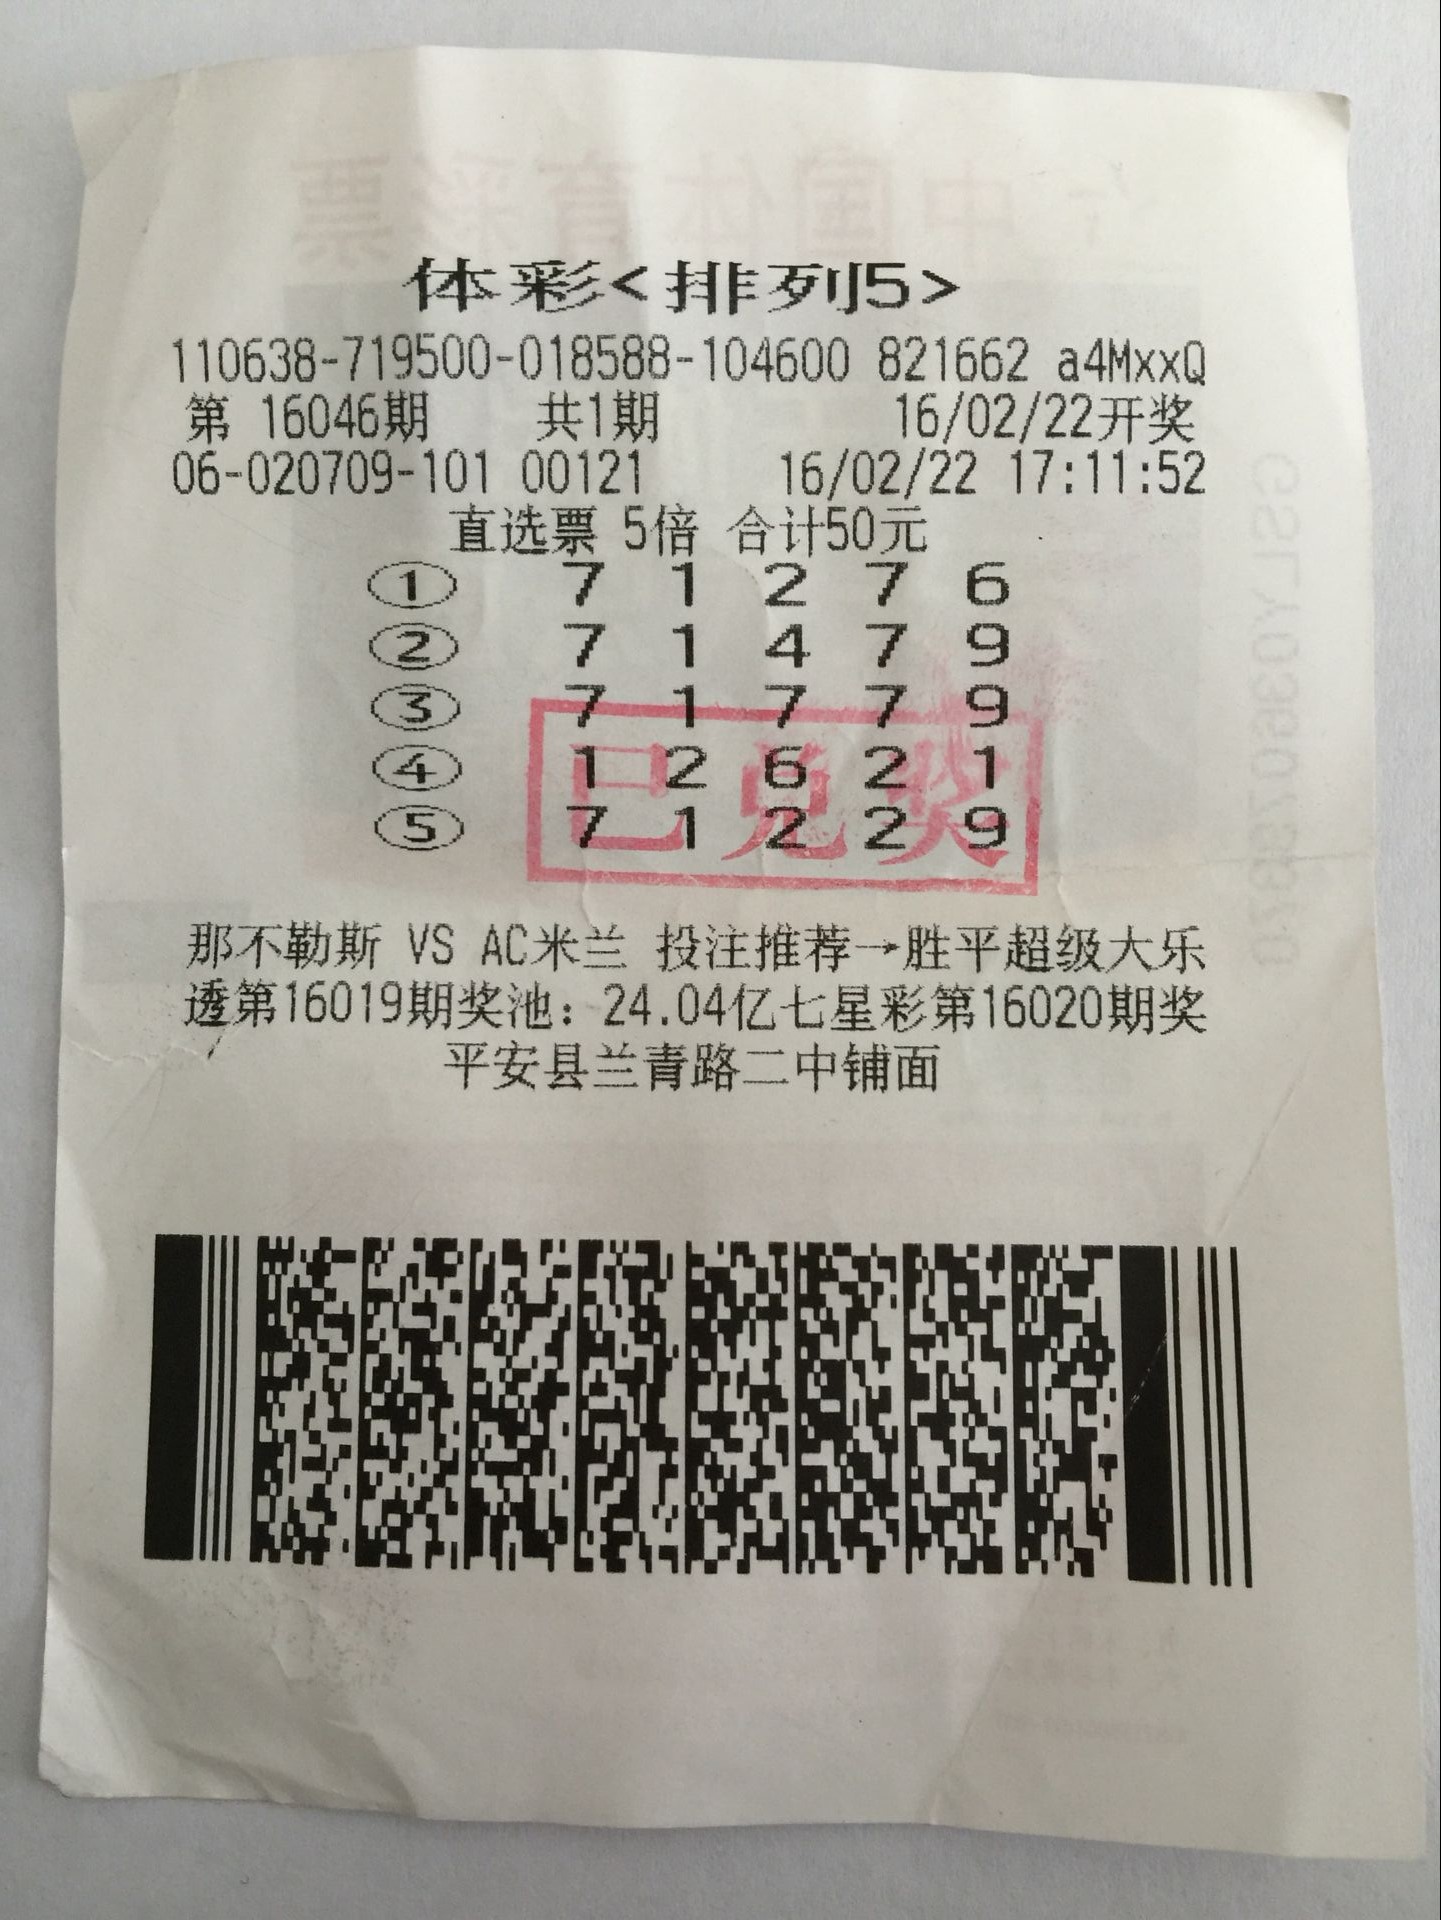 中国体育彩票
体彩<排列5>
110638-719500-018588-104600 821662 a4MxxQ
第 16046期 共1期 16/02/22开奖
06-020709-101 00121 16/02/22 17:11:52
直选票 5倍 合计50元
① 7 1 2 7 6
② 7 1 4 7 9
③ 7 1 7 7 9
④ 1 2 6 2 1
⑤ 7 1 2 2 9
已兑奖
那不勒斯 VS AC米兰 投注推荐→胜平超级大乐
透第16019期奖池：24.04亿七星彩第16020期奖
平安县兰青路二中铺面